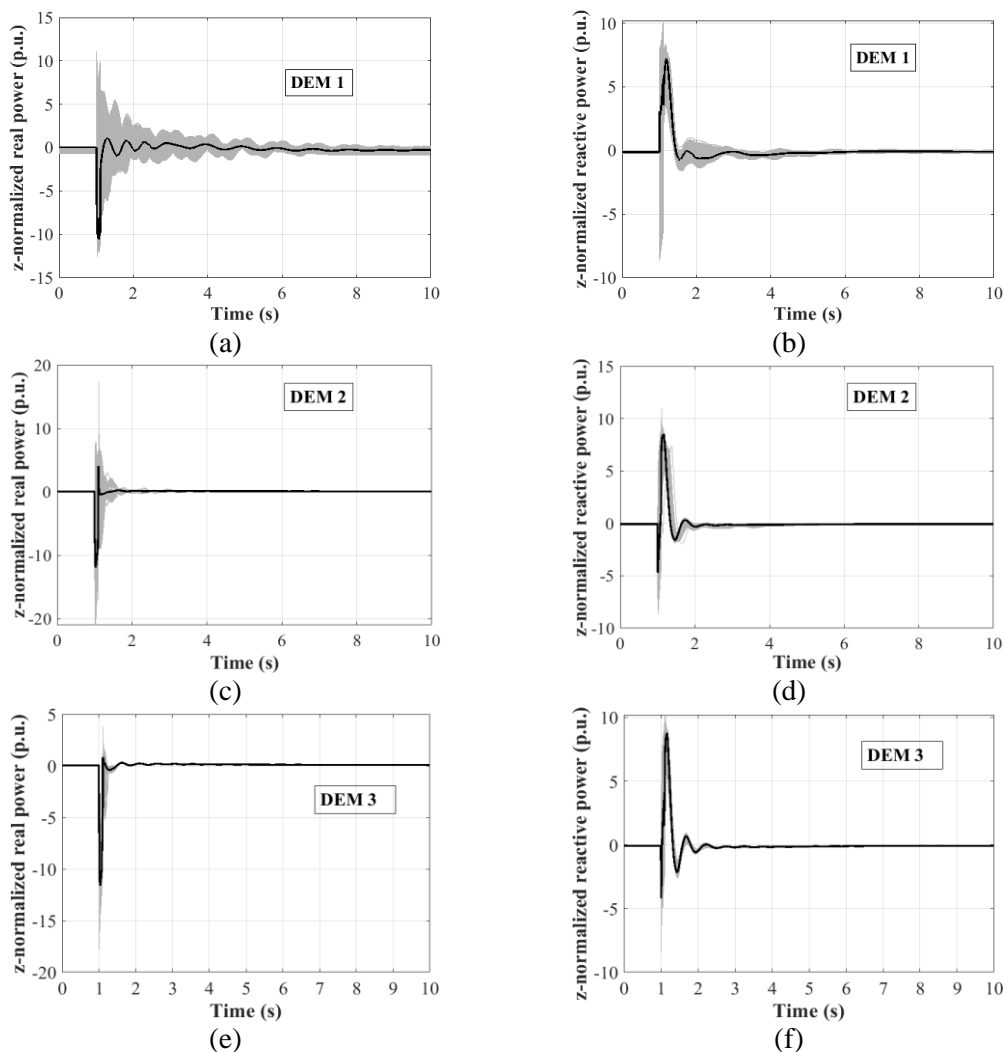 z-normalized real power (p.u.)
15
10
5
0
-5
-10
-15
DEM 1
0 2 4 6 8 10
Time (s)
(a)
z-normalized reactive power (p.u.)
10
5
0
-5
-10
DEM 1
0 2 4 6 8 10
Time (s)
(b)
z-normalized real power (p.u.)
20
10
0
-10
-20
DEM 2
0 2 4 6 8 10
Time (s)
(c)
z-normalized reactive power (p.u.)
15
10
5
0
-5
-10
DEM 2
0 2 4 6 8 10
Time (s)
(d)
z-normalized real power (p.u.)
5
0
-5
-10
-15
-20
DEM 3
0 1 2 3 4 5 6 7 8 9 10
Time (s)
(e)
z-normalized reactive power (p.u.)
10
5
0
-5
-10
DEM 3
0 1 2 3 4 5 6 7 8 9 10
Time (s)
(f)